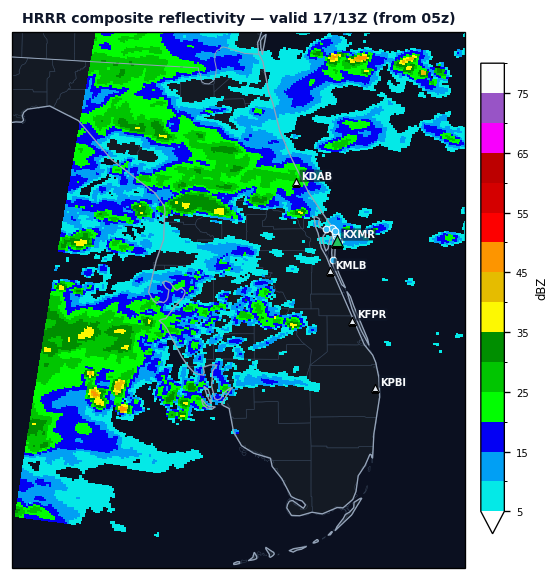 HRRR composite reflectivity — valid 17/13Z (from 05z)
KDAB
KXMR
KMLB
KFPR
KPBI
75
65
55
45
35
25
15
5
dBZ